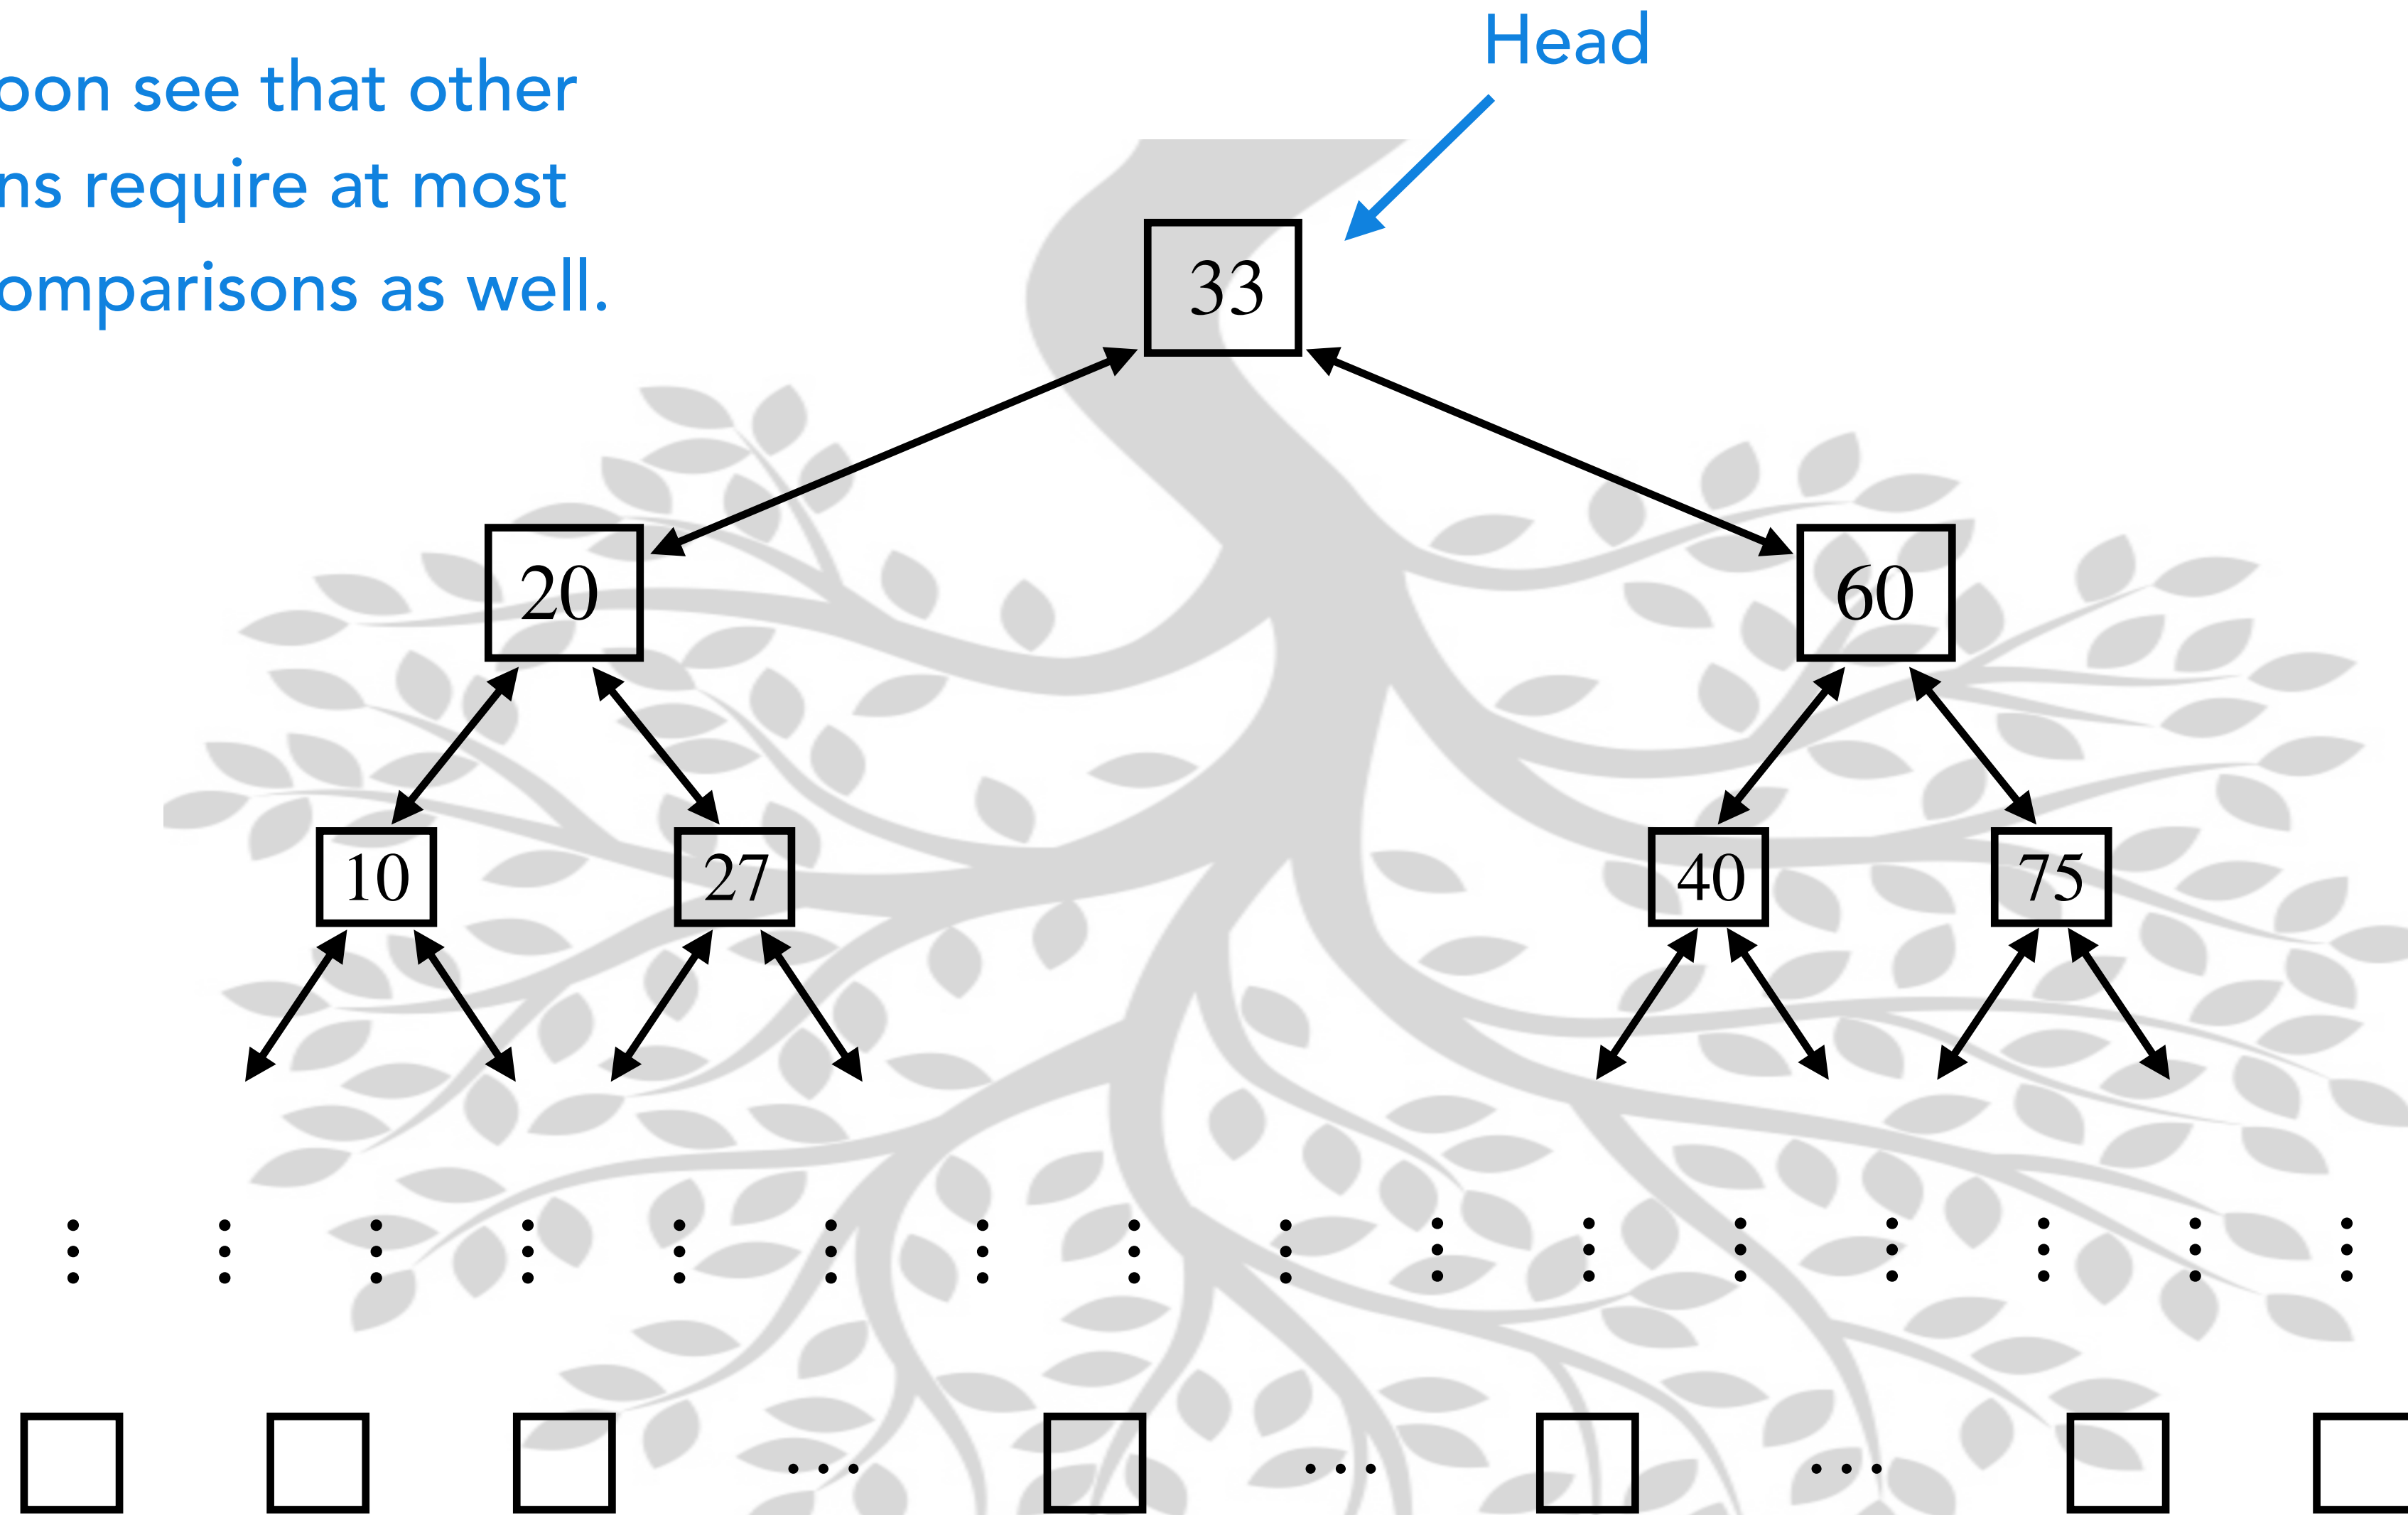 Head
oon see that other
ns require at most
omparisons as well.
33
20
60
10
27
40
75